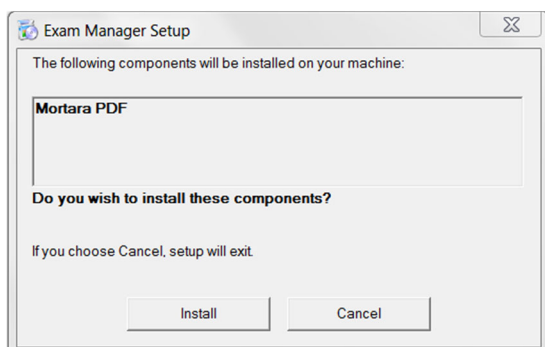 Exam Manager Setup
The following components will be installed on your machine:
Mortara PDF
Do you wish to install these components?
If you choose Cancel, setup will exit.
Install
Cancel